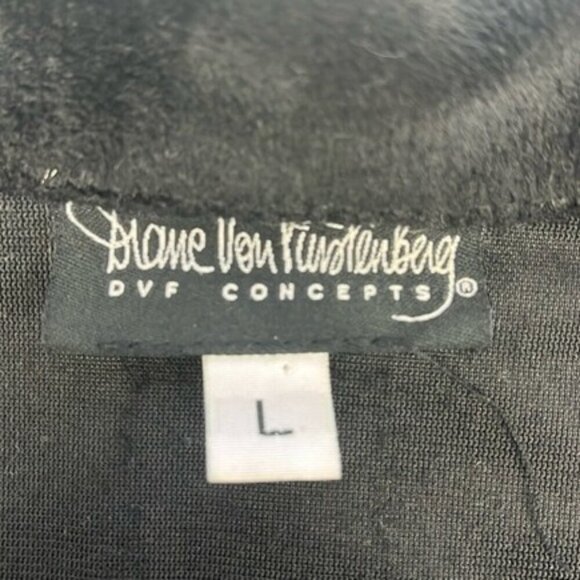 Diane Von Furstenberg
DVF CONCEPTS®
L